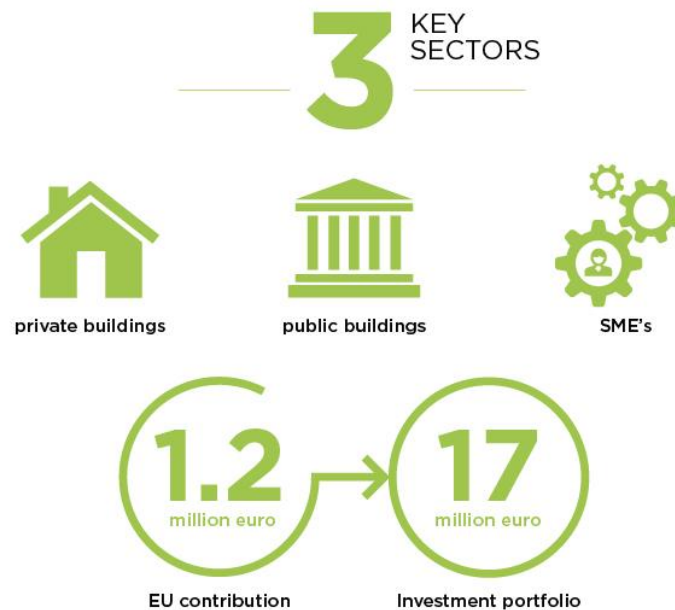 3
KEY
SECTORS
private buildings
public buildings
SME's
1.2
million euro
17
million euro
EU contribution
Investment portfolio